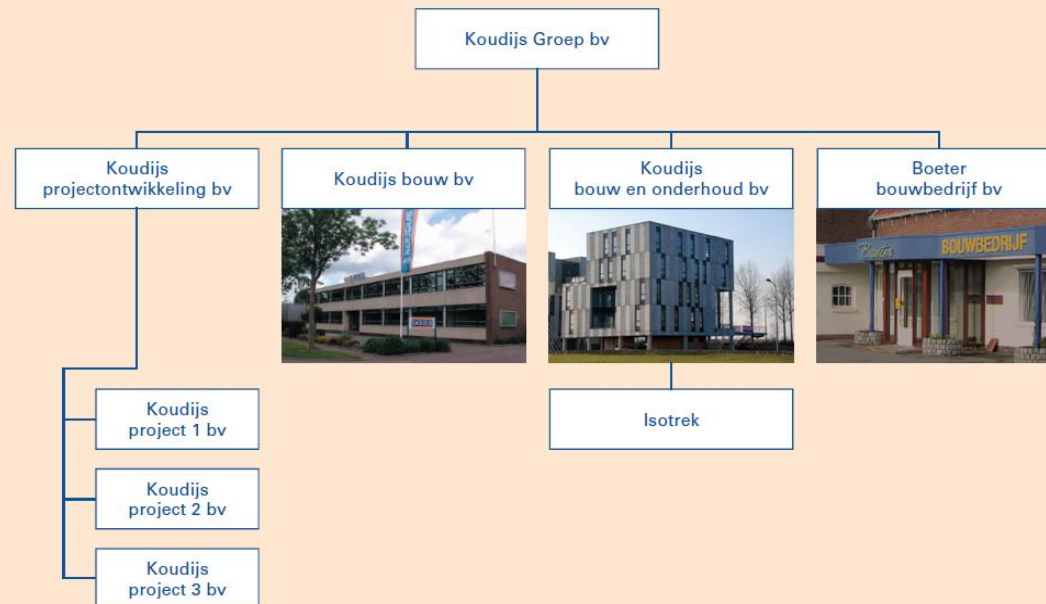 Koudijs Groep bv
Koudijs
projectontwikkeling bv
Koudijs bouw bv
Koudijs
bouw en onderhoud bv
Boeter
bouwbedrijf bv
Boeter
BOUWBEDRIJF
Koudijs
project 1 bv
Isotrek
Koudijs
project 2 bv
Koudijs
project 3 bv